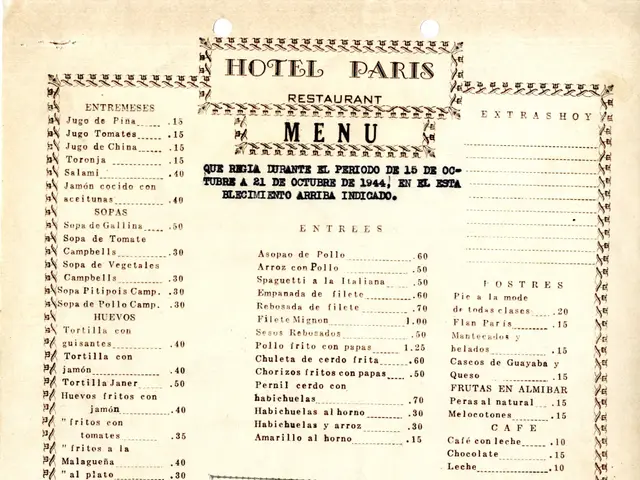 HOTEL PARIS
RESTAURANT
MENU
QUE REGIA DURANTE EL PERIODO DE 15 DE OC-
TUBRE A 21 DE OCTUBRE DE 1944, EN EL ESTA
BLECIMIENTO ARRIBA INDICADO.
ENTREMESES
Jugo de Piña .15
Jugo Tomates .15
Jugo de China .15
Toronja .15
Salami .40
Jamón cocido con
aceitunas .40
SOPAS
Sopa de Gallina .50
Sopa de Tomate
Campbells .30
Sopa de Vegetales
Campbells .30
Sopa Pitipois Camp. .30
Sopa de Pollo Camp. .30
HUEVOS
Tortilla con
guisantes .40
Tortilla con
jamón .40
Tortilla Janer .50
Huevos fritos con
jamón .40
" fritos con
tomates .35
" fritos a la
Malagueña .40
" al plato .30
ENTREES
Asopao de Pollo .60
Arroz con Pollo .50
Spaguetti a la Italiana .50
Empanada de filete .60
Rebosada de filete .70
Filete Mignon 1.00
Sesos Rebozados .50
Pollo frito con papas 1.25
Chuleta de cerdo frita .60
Chorizos fritos con papas .50
Pernil cerdo con
habichuelas .70
Habichuelas al horno .30
Habichuelas y arroz .30
Amarillo al horno .15
EXTRAS HOY
POSTRES
Pie a la mode
de todas clases .20
Flan Paris .15
Mantecados y
helados .15
Cascos de Guayaba y
Queso .15
FRUTAS EN ALMIBAR
Peras al natural .15
Melocotones .15
CAFE
Café con leche .10
Chocolate .15
Leche .10